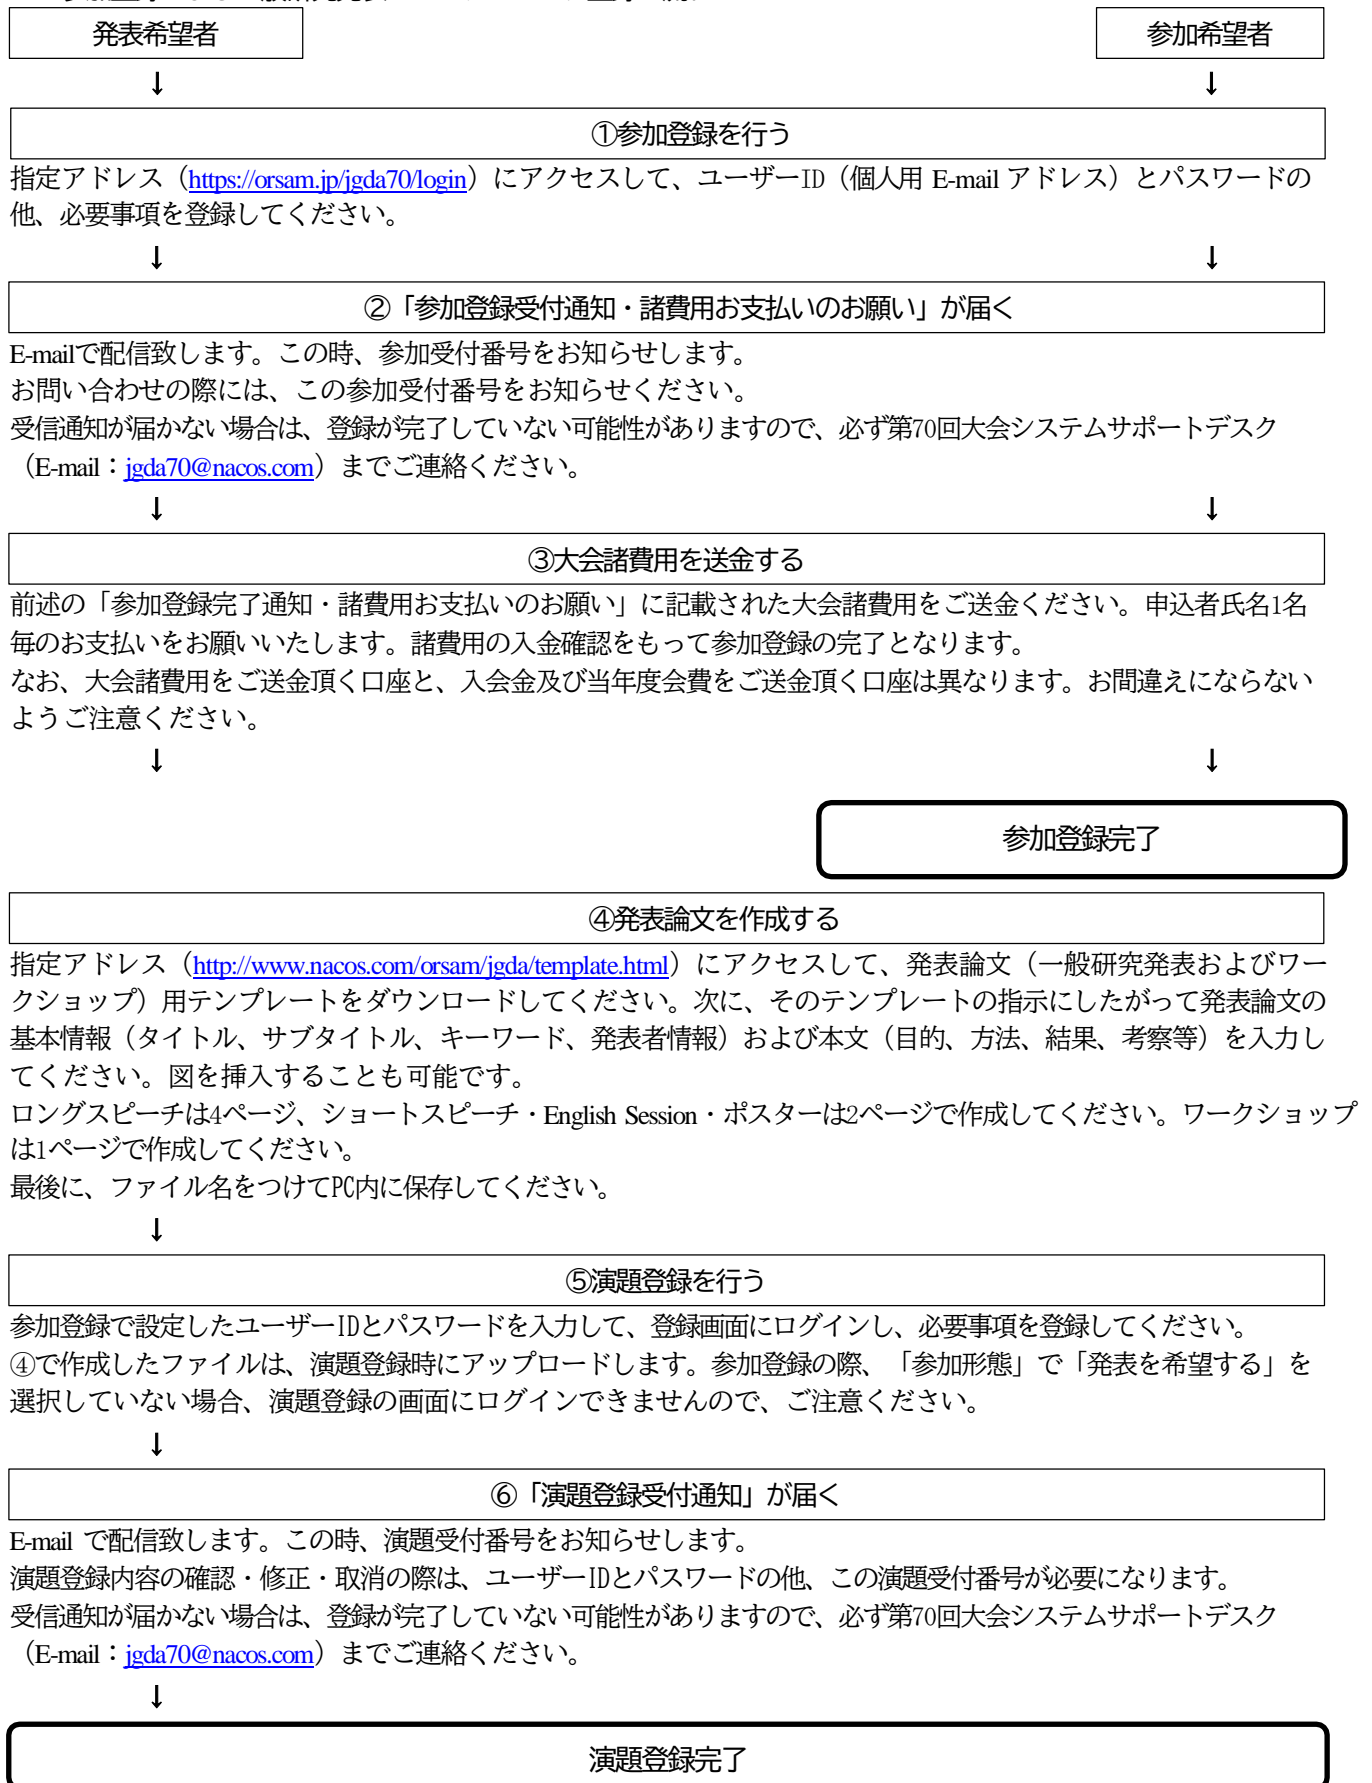 発表希望者
参加希望者
↓ ↓
①参加登録を行う
指定アドレス（https://orsam.jp/jgda70/login）にアクセスして、ユーザーID（個人用 E-mail アドレス）とパスワードの
他、必要事項を登録してください。
↓ ↓
②「参加登録受付通知・諸費用お支払いのお願い」が届く
E-mailで配信致します。この時、参加受付番号をお知らせします。
お問い合わせの際には、この参加受付番号をお知らせください。
受信通知が届かない場合は、登録が完了していない可能性がありますので、必ず第70回大会システムサポートデスク
（E-mail：jgda70@nacos.com）までご連絡ください。
↓ ↓
③大会諸費用を送金する
前述の「参加登録完了通知・諸費用お支払いのお願い」に記載された大会諸費用をご送金ください。申込者氏名1名
毎のお支払いをお願いいたします。諸費用の入金確認をもって参加登録の完了となります。
なお、大会諸費用をご送金頂く口座と、入会金及び当年度会費をご送金頂く口座は異なります。お間違えにならない
ようご注意ください。
↓ ↓
参加登録完了
④発表論文を作成する
指定アドレス（http://www.nacos.com/orsam/jgda/template.html）にアクセスして、発表論文（一般研究発表およびワー
クショップ）用テンプレートをダウンロードしてください。次に、そのテンプレートの指示にしたがって発表論文の
基本情報（タイトル、サブタイトル、キーワード、発表者情報）および本文（目的、方法、結果、考察等）を入力し
てください。図を挿入することも可能です。
ロングスピーチは4ページ、ショートスピーチ・English Session・ポスターは2ページで作成してください。ワークショップ
は1ページで作成してください。
最後に、ファイル名をつけてPC内に保存してください。
↓
⑤演題登録を行う
参加登録で設定したユーザーIDとパスワードを入力して、登録画面にログインし、必要事項を登録してください。
④で作成したファイルは、演題登録時にアップロードします。参加登録の際、「参加形態」で「発表を希望する」を
選択していない場合、演題登録の画面にログインできませんので、ご注意ください。
↓
⑥「演題登録受付通知」が届く
E-mail で配信致します。この時、演題受付番号をお知らせします。
演題登録内容の確認・修正・取消の際は、ユーザーIDとパスワードの他、この演題受付番号が必要になります。
受信通知が届かない場合は、登録が完了していない可能性がありますので、必ず第70回大会システムサポートデスク
（E-mail：jgda70@nacos.com）までご連絡ください。
↓
演題登録完了